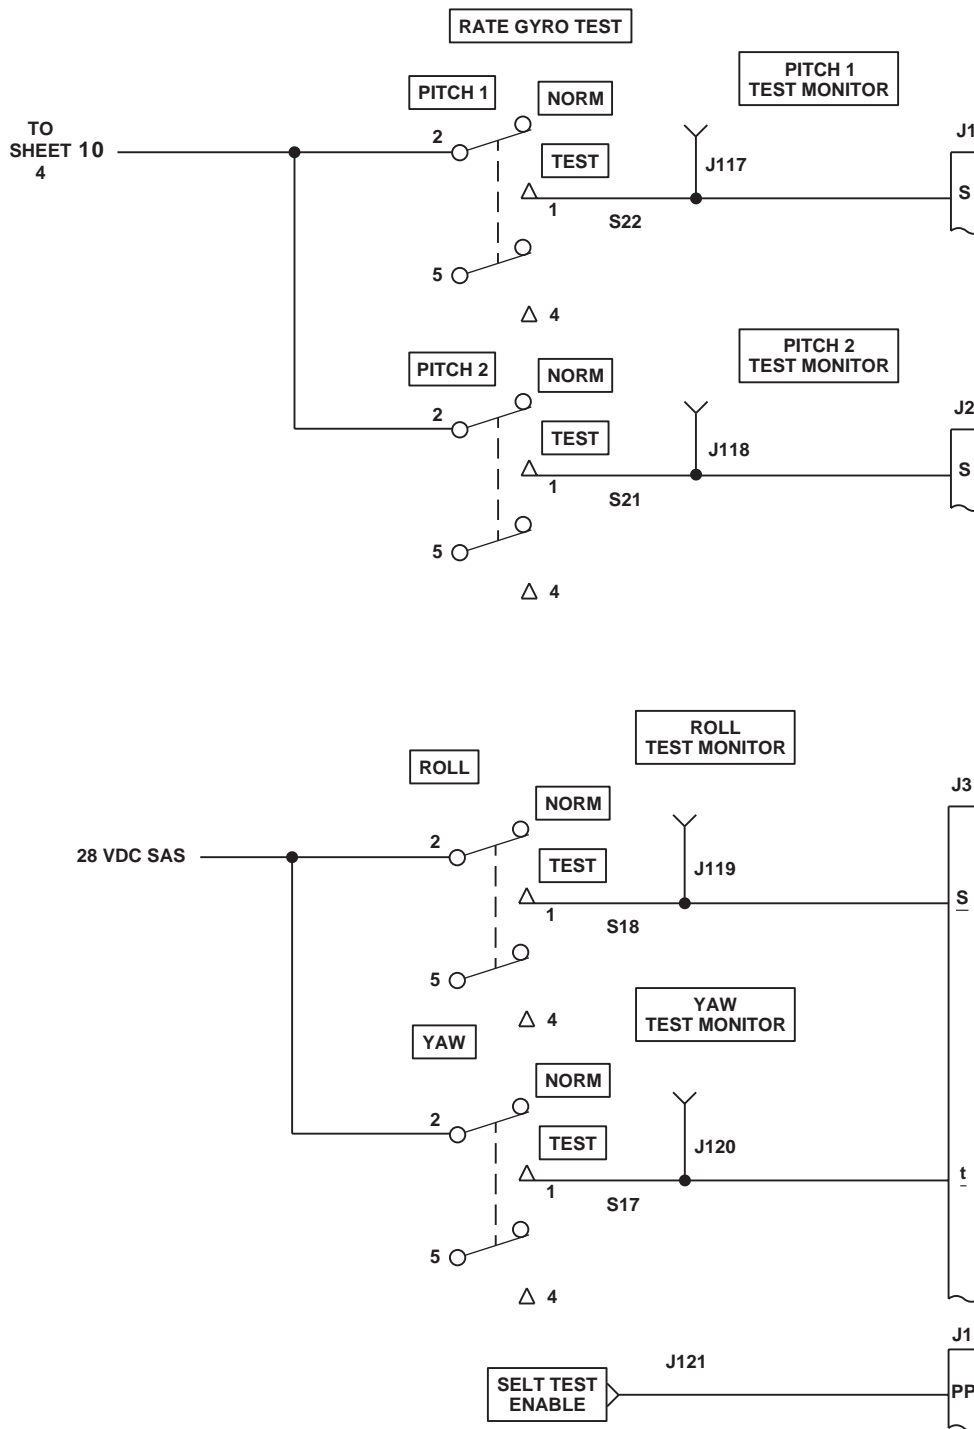 RATE GYRO TEST
PITCH 1
TEST MONITOR
PITCH 1
NORM
TO
SHEET 10
4
2
J1
TEST
J117
S
1
S22
5
4
PITCH 2
TEST MONITOR
PITCH 2
NORM
2
J2
TEST
J118
S
1
S21
5
4
ROLL
TEST MONITOR
ROLL
J3
NORM
2
28 VDC SAS
TEST
J119
S
1
S18
5
YAW
TEST MONITOR
4
YAW
NORM
2
TEST
J120
t
1
S17
5
4
J1
J121
SELT TEST
ENABLE
PP